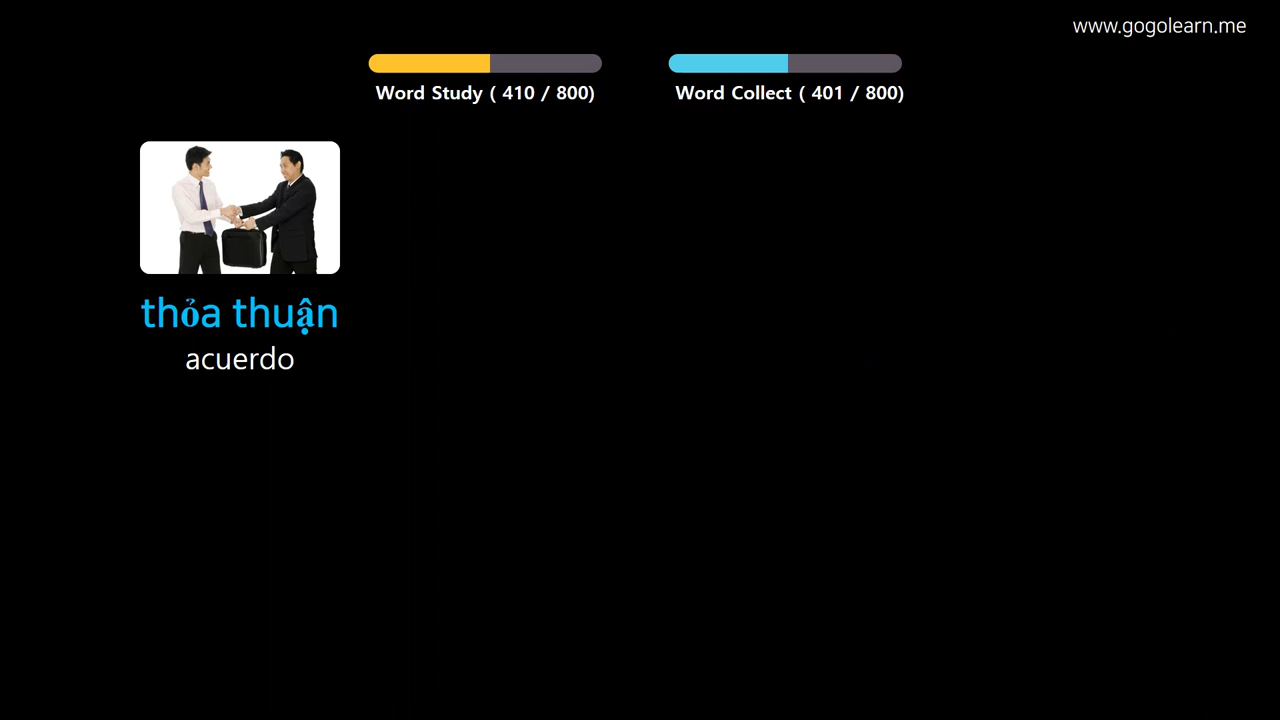 www.gogolearn.me
Word Study ( 410 / 800)
Word Collect ( 401 / 800)
thỏa thuận
acuerdo